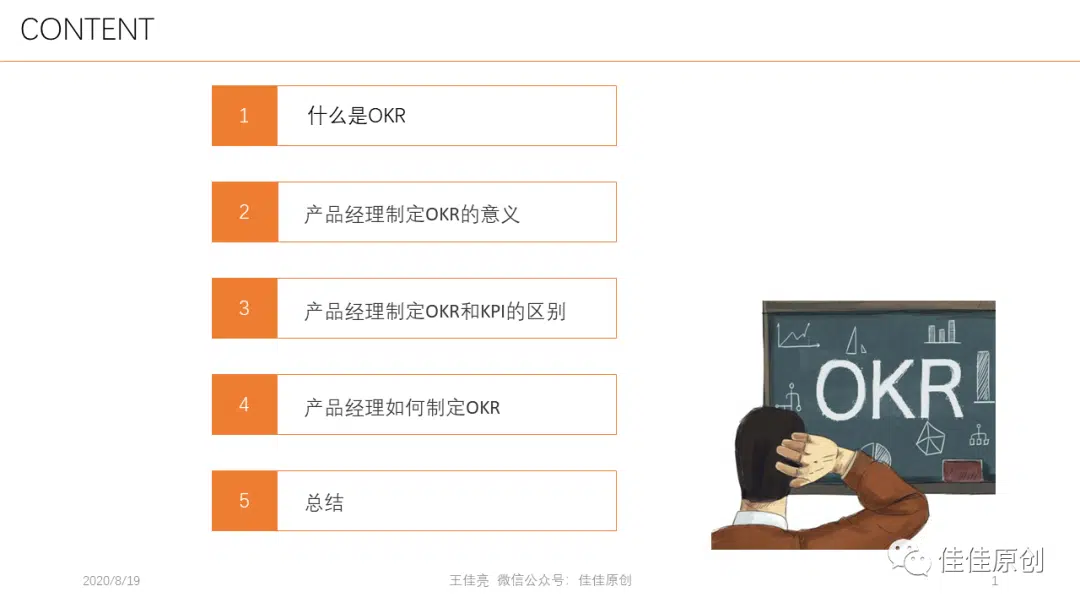 CONTENT
1 什么是OKR
2 产品经理制定OKR的意义
3 产品经理制定OKR和KPI的区别
4 产品经理如何制定OKR
5 总结
OKR
佳佳原创
2020/8/19 王佳亮 微信公众号：佳佳原创 1